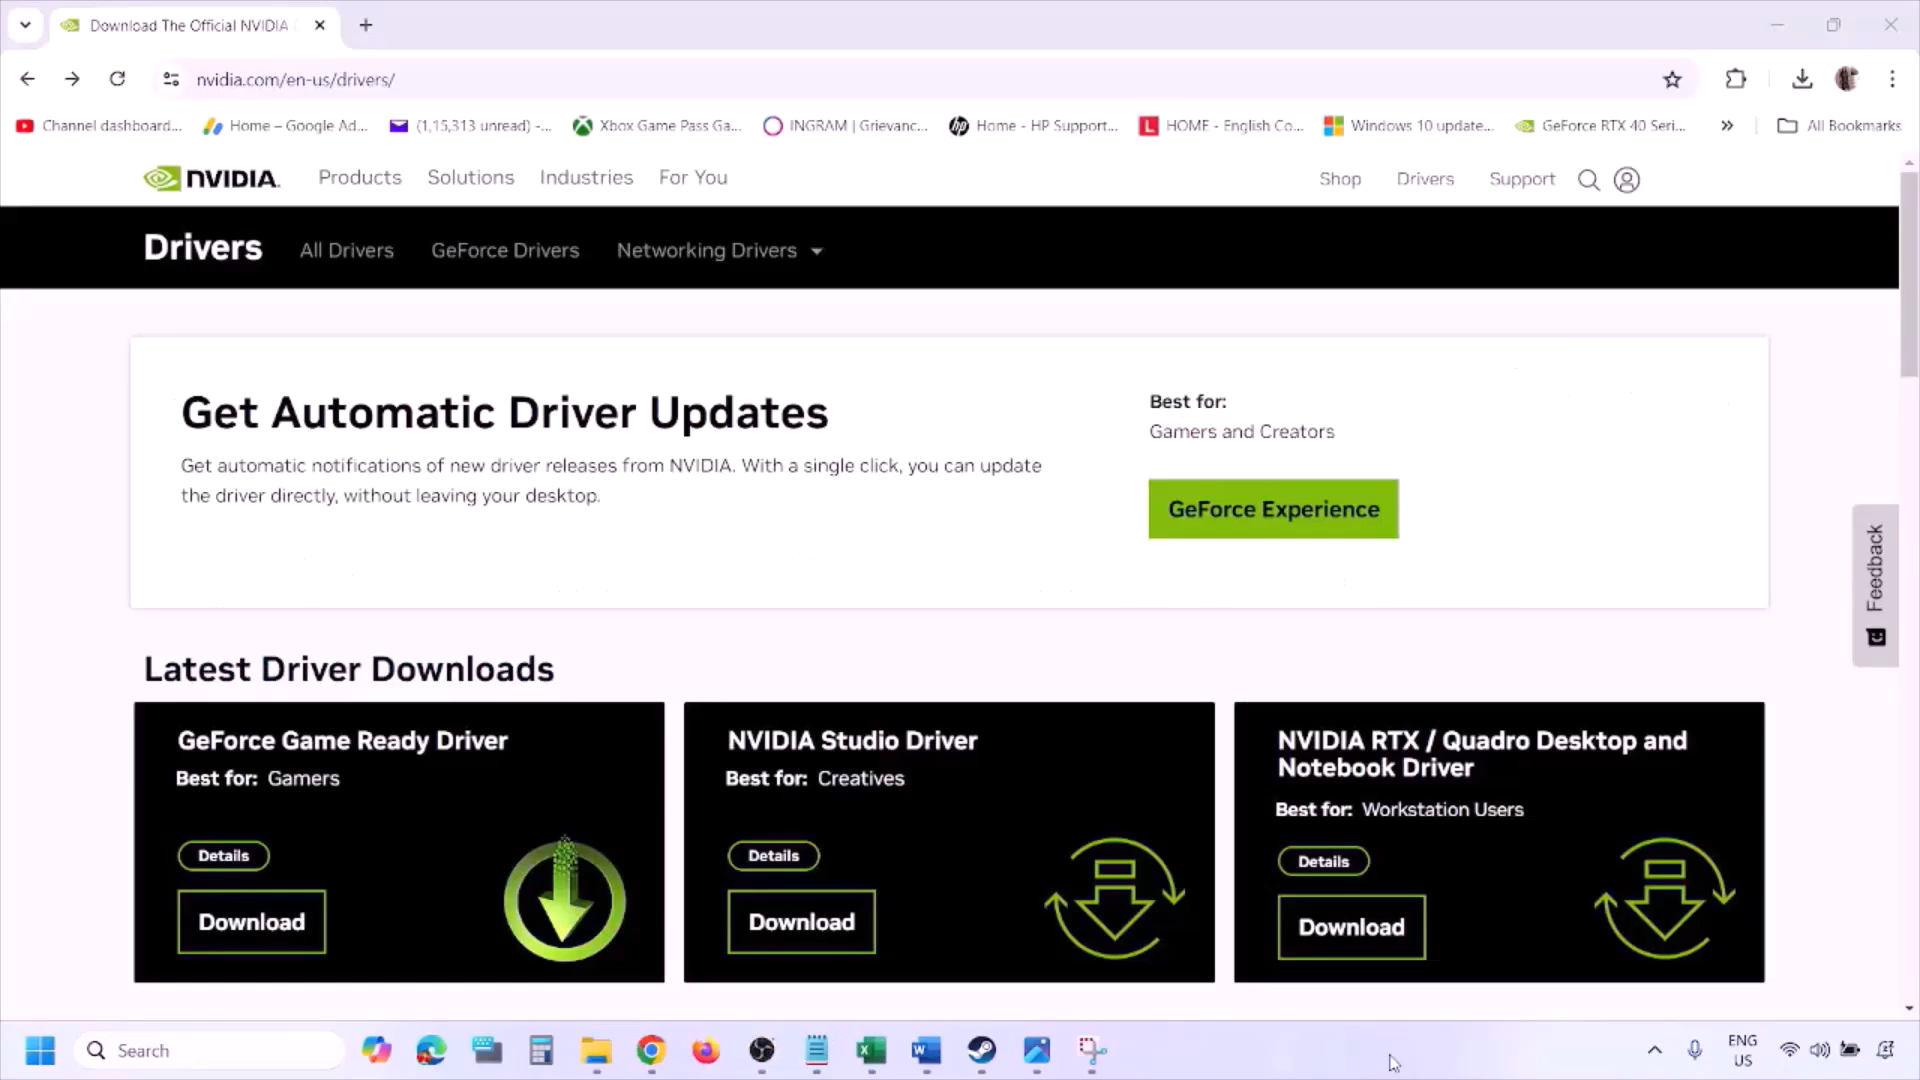 Download The Official NVIDIA
nvidia.com/en-us/drivers/
Channel dashboard... Home – Google Ad... (1,15,313 unread) -... Xbox Game Pass Ga... INGRAM | Grievanc... Home - HP Support... HOME - English Co... Windows 10 update... GeForce RTX 40 Seri... » All Bookmarks
NVIDIA. Products Solutions Industries For You Shop Drivers Support
Drivers All Drivers GeForce Drivers Networking Drivers
Get Automatic Driver Updates
Get automatic notifications of new driver releases from NVIDIA. With a single click, you can update
the driver directly, without leaving your desktop.
Best for:
Gamers and Creators
GeForce Experience
Feedback
Latest Driver Downloads
GeForce Game Ready Driver
Best for: Gamers
Details
Download
NVIDIA Studio Driver
Best for: Creatives
Details
Download
NVIDIA RTX / Quadro Desktop and
Notebook Driver
Best for: Workstation Users
Details
Download
Search
ENG
US